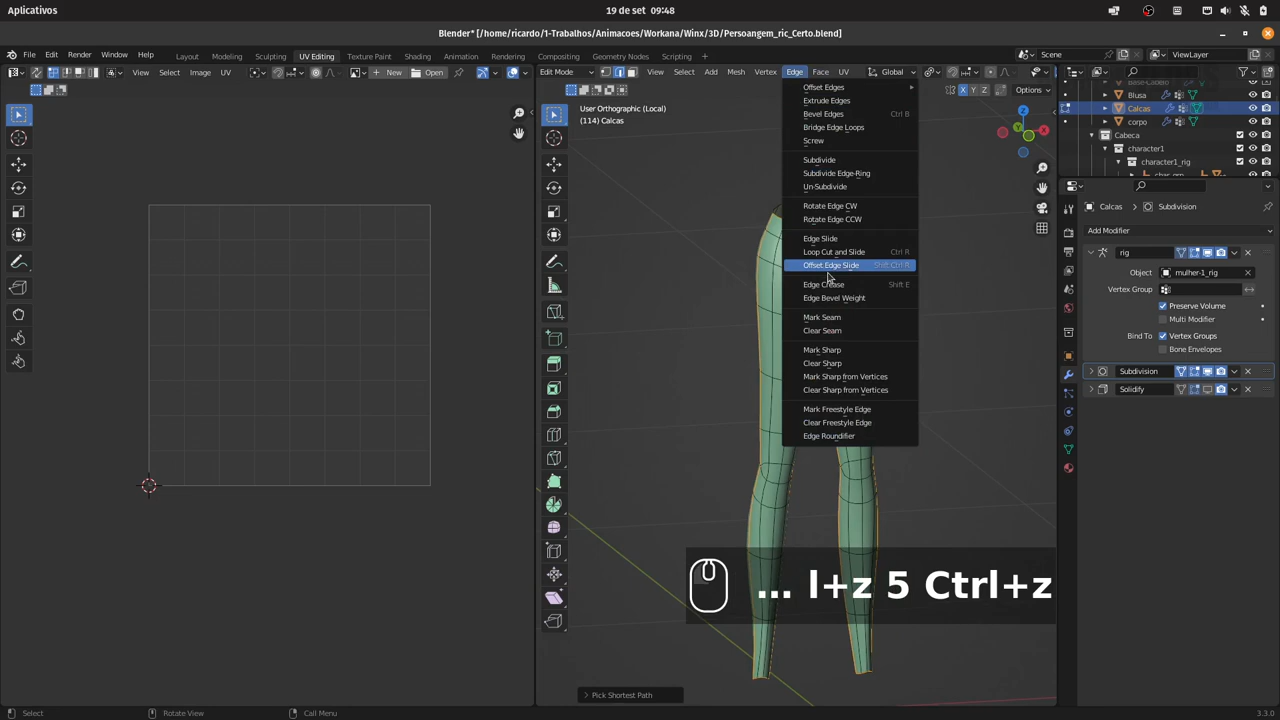 Aplicativos
19 de set 09:48
Blender* [/home/ricardo/1-Trabalhos/Animacoes/Workana/Winx/3D/Persoangem_ric_Certo.blend]
File Edit Render Window Help Layout Modeling Sculpting UV Editing Texture Paint Shading Animation Rendering Compositing Geometry Nodes Scripting Scene ViewLayer
View Select Image UV New Open Edit Mode View Select Add Mesh Vertex Edge Face UV Global
X Y Z Options
User Orthographic (Local)
(114) Calcas
Offset Edges
Extrude Edges
Bevel Edges Ctrl B
Bridge Edge Loops
Screw
Subdivide
Subdivide Edge-Ring
Un-Subdivide
Rotate Edge CW
Rotate Edge CCW
Edge Slide
Loop Cut and Slide Ctrl R
Offset Edge Slide Shift Ctrl R
Edge Crease Shift E
Edge Bevel Weight
Mark Seam
Clear Seam
Mark Sharp
Clear Sharp
Mark Sharp from Vertices
Clear Sharp from Vertices
Mark Freestyle Edge
Clear Freestyle Edge
Edge Roundifier
Z
X
Y
Blusa
Calcas
corpo
Cabeca
character1
character1_rig
Calcas Subdivision
Add Modifier
rig
Object mulher-1_rig
Vertex Group
Preserve Volume
Multi Modifier
Bind To Vertex Groups
Bone Envelopes
Subdivision
Solidify
... l+z 5 Ctrl+z
Pick Shortest Path
Select Rotate View Call Menu 3.3.0